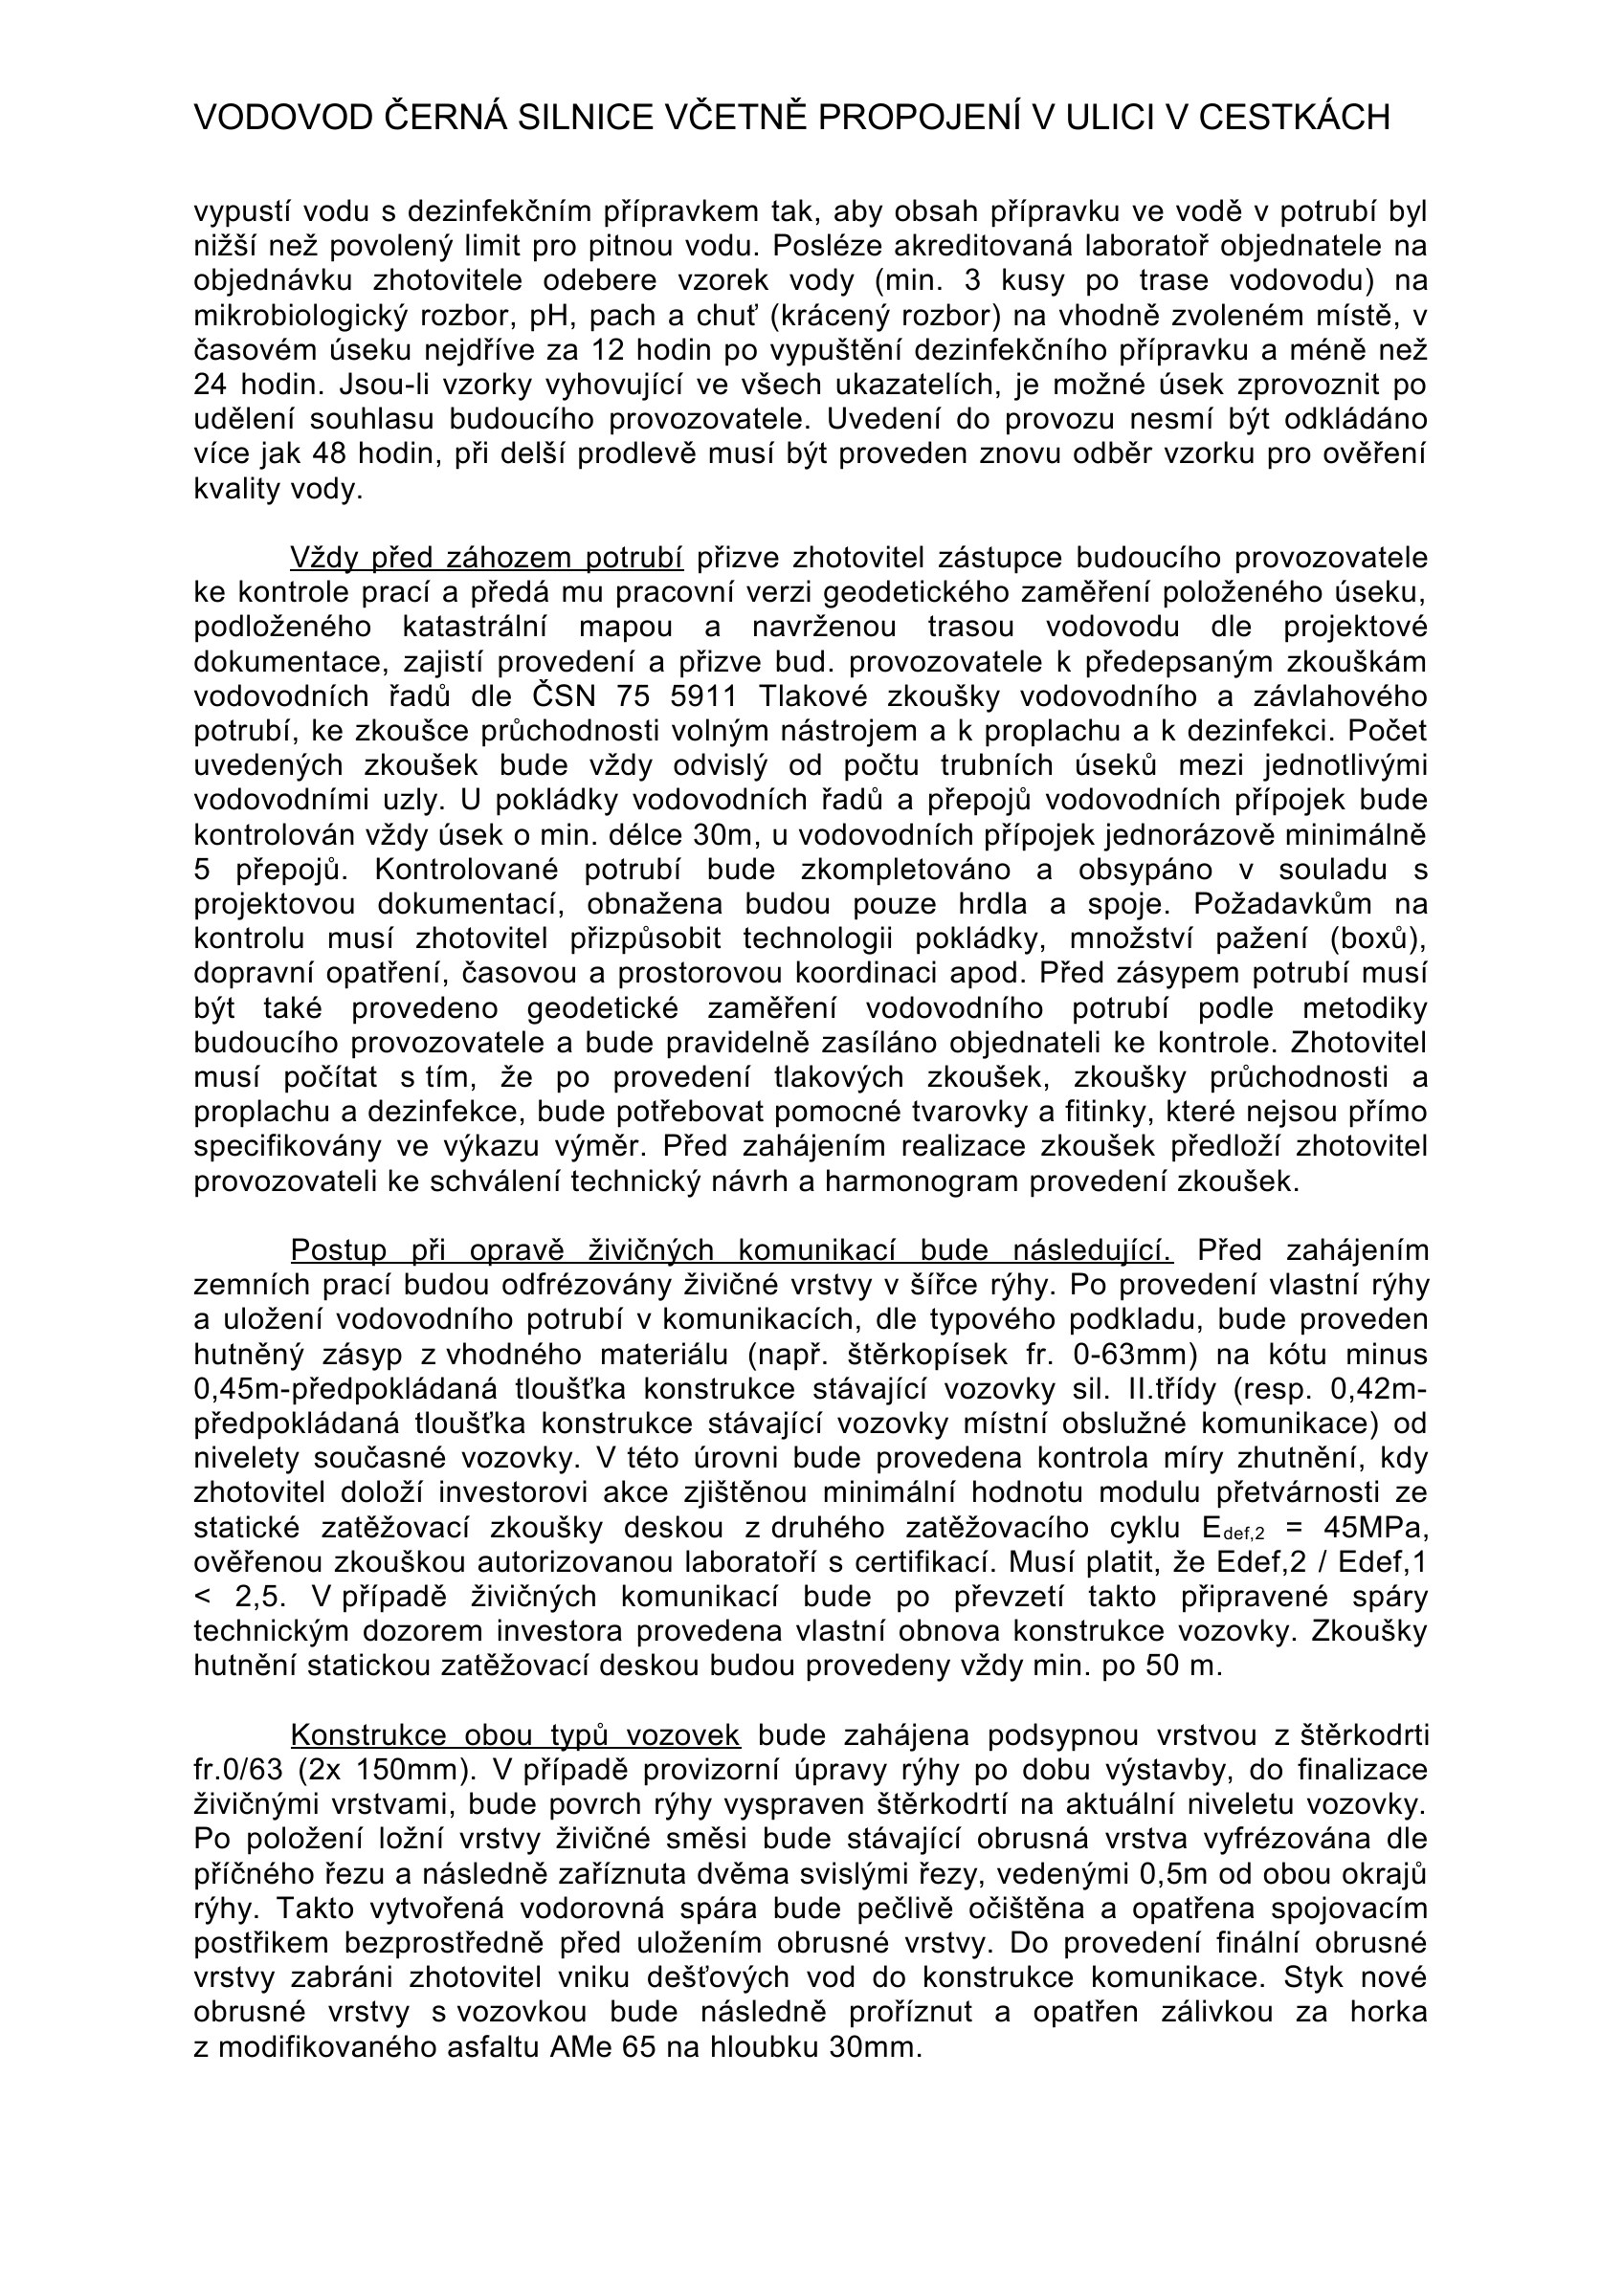 VODOVOD ČERNÁ SILNICE VČETNĚ PROPOJENÍ V ULICI V CESTKÁCH
vypustí vodu s dezinfekčním přípravkem tak, aby obsah přípravku ve vodě v potrubí byl
nižší než povolený limit pro pitnou vodu. Posléze akreditovaná laboratoř objednatele na
objednávku zhotovitele odebere vzorek vody (min. 3 kusy po trase vodovodu) na
mikrobiologický rozbor, pH, pach a chuť (krácený rozbor) na vhodně zvoleném místě, v
časovém úseku nejdříve za 12 hodin po vypuštění dezinfekčního přípravku a méně než
24 hodin. Jsou-li vzorky vyhovující ve všech ukazatelích, je možné úsek zprovoznit po
udělení souhlasu budoucího provozovatele. Uvedení do provozu nesmí být odkládáno
více jak 48 hodin, při delší prodlevě musí být proveden znovu odběr vzorku pro ověření
kvality vody.
Vždy před záhozem potrubí přizve zhotovitel zástupce budoucího provozovatele
ke kontrole prací a předá mu pracovní verzi geodetického zaměření položeného úseku,
podloženého katastrální mapou a navrženou trasou vodovodu dle projektové
dokumentace, zajistí provedení a přizve bud. provozovatele k předepsaným zkouškám
vodovodních řadů dle ČSN 75 5911 Tlakové zkoušky vodovodního a závlahového
potrubí, ke zkoušce průchodnosti volným nástrojem a k proplachu a k dezinfekci. Počet
uvedených zkoušek bude vždy odvislý od počtu trubních úseků mezi jednotlivými
vodovodními uzly. U pokládky vodovodních řadů a přepojů vodovodních přípojek bude
kontrolován vždy úsek o min. délce 30m, u vodovodních přípojek jednorázově minimálně
5 přepojů. Kontrolované potrubí bude zkompletováno a obsypáno v souladu s
projektovou dokumentací, obnažena budou pouze hrdla a spoje. Požadavkům na
kontrolu musí zhotovitel přizpůsobit technologii pokládky, množství pažení (boxů),
dopravní opatření, časovou a prostorovou koordinaci apod. Před zásypem potrubí musí
být také provedeno geodetické zaměření vodovodního potrubí podle metodiky
budoucího provozovatele a bude pravidelně zasíláno objednateli ke kontrole. Zhotovitel
musí počítat s tím, že po provedení tlakových zkoušek, zkoušky průchodnosti a
proplachu a dezinfekce, bude potřebovat pomocné tvarovky a fitinky, které nejsou přímo
specifikovány ve výkazu výměr. Před zahájením realizace zkoušek předloží zhotovitel
provozovateli ke schválení technický návrh a harmonogram provedení zkoušek.
Postup při opravě živičných komunikací bude následující. Před zahájením
zemních prací budou odfrézovány živičné vrstvy v šířce rýhy. Po provedení vlastní rýhy
a uložení vodovodního potrubí v komunikacích, dle typového podkladu, bude proveden
hutněný zásyp z vhodného materiálu (např. štěrkopísek fr. 0-63mm) na kótu minus
0,45m-předpokládaná tloušťka konstrukce stávající vozovky sil. II.třídy (resp. 0,42m-
předpokládaná tloušťka konstrukce stávající vozovky místní obslužné komunikace) od
nivelety současné vozovky. V této úrovni bude provedena kontrola míry zhutnění, kdy
zhotovitel doloží investorovi akce zjištěnou minimální hodnotu modulu přetvárnosti ze
statické zatěžovací zkoušky deskou z druhého zatěžovacího cyklu Edef,2 = 45MPa,
ověřenou zkouškou autorizovanou laboratoří s certifikací. Musí platit, že Edef,2 / Edef,1
< 2,5. V případě živičných komunikací bude po převzetí takto připravené spáry
technickým dozorem investora provedena vlastní obnova konstrukce vozovky. Zkoušky
hutnění statickou zatěžovací deskou budou provedeny vždy min. po 50 m.
Konstrukce obou typů vozovek bude zahájena podsypnou vrstvou z štěrkodrti
fr.0/63 (2x 150mm). V případě provizorní úpravy rýhy po dobu výstavby, do finalizace
živičnými vrstvami, bude povrch rýhy vyspraven štěrkodrtí na aktuální niveletu vozovky.
Po položení ložní vrstvy živičné směsi bude stávající obrusná vrstva vyfrézována dle
příčného řezu a následně zaříznuta dvěma svislými řezy, vedenými 0,5m od obou okrajů
rýhy. Takto vytvořená vodorovná spára bude pečlivě očištěna a opatřena spojovacím
postřikem bezprostředně před uložením obrusné vrstvy. Do provedení finální obrusné
vrstvy zabráni zhotovitel vniku dešťových vod do konstrukce komunikace. Styk nové
obrusné vrstvy s vozovkou bude následně proříznut a opatřen zálivkou za horka
z modifikovaného asfaltu AMe 65 na hloubku 30mm.